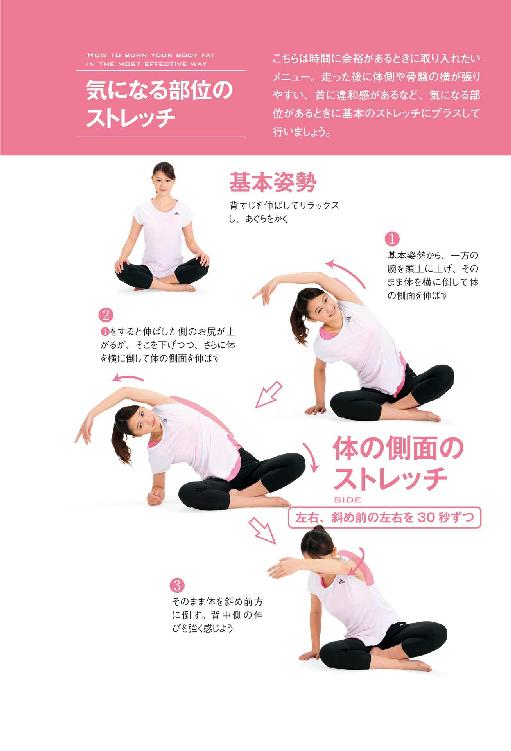 HOW TO BURN YOUR BODY FAT
IN THE MOST EFFECTIVE WAY
気になる部位の
ストレッチ
こちらは時間に余裕があるときに取り入れたい
メニュー。走った後に体側や骨盤の横が張り
やすい、首に違和感があるなど、気になる部
位があるときに基本のストレッチにプラスして
行いましょう。
基本姿勢
背すじを伸ばしてリラックス
し、あぐらをかく
1
基本姿勢から、一方の
腕を頭上に上げ、その
まま体を横に倒して体
の側面を伸ばす
2
❶をすると伸ばした側のお尻が上
がるが、そこを下げつつ、さらに体
を横に倒して体の側面を伸ばす
体の側面の
ストレッチ
SIDE
左右、斜め前の左右を30秒ずつ
3
そのまま体を斜め前方
に倒す。背中側の伸
びを強く感じよう